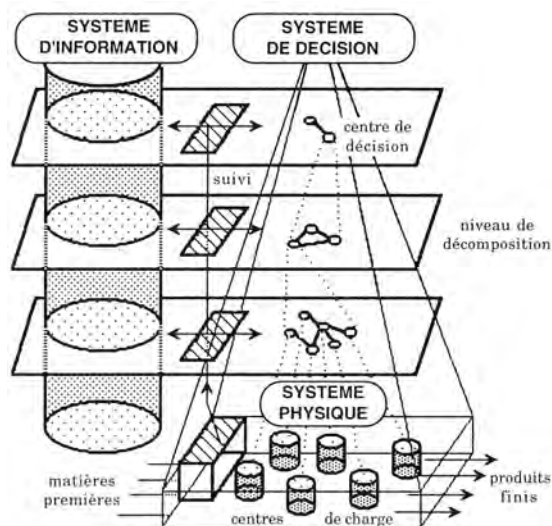 SYSTEME
D'INFORMATION
SYSTEME
DE DECISION
centre de
décision
suivi
niveau de
décomposition
SYSTEME
PHYSIQUE
matières
premières
produits
finis
centres de charge